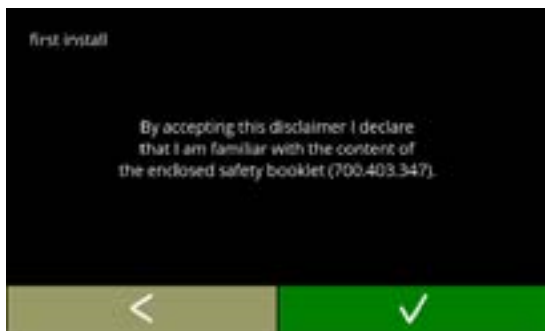 first install
By accepting this disclaimer I declare
that I am familiar with the content of
the enclosed safety booklet (700.403.347).